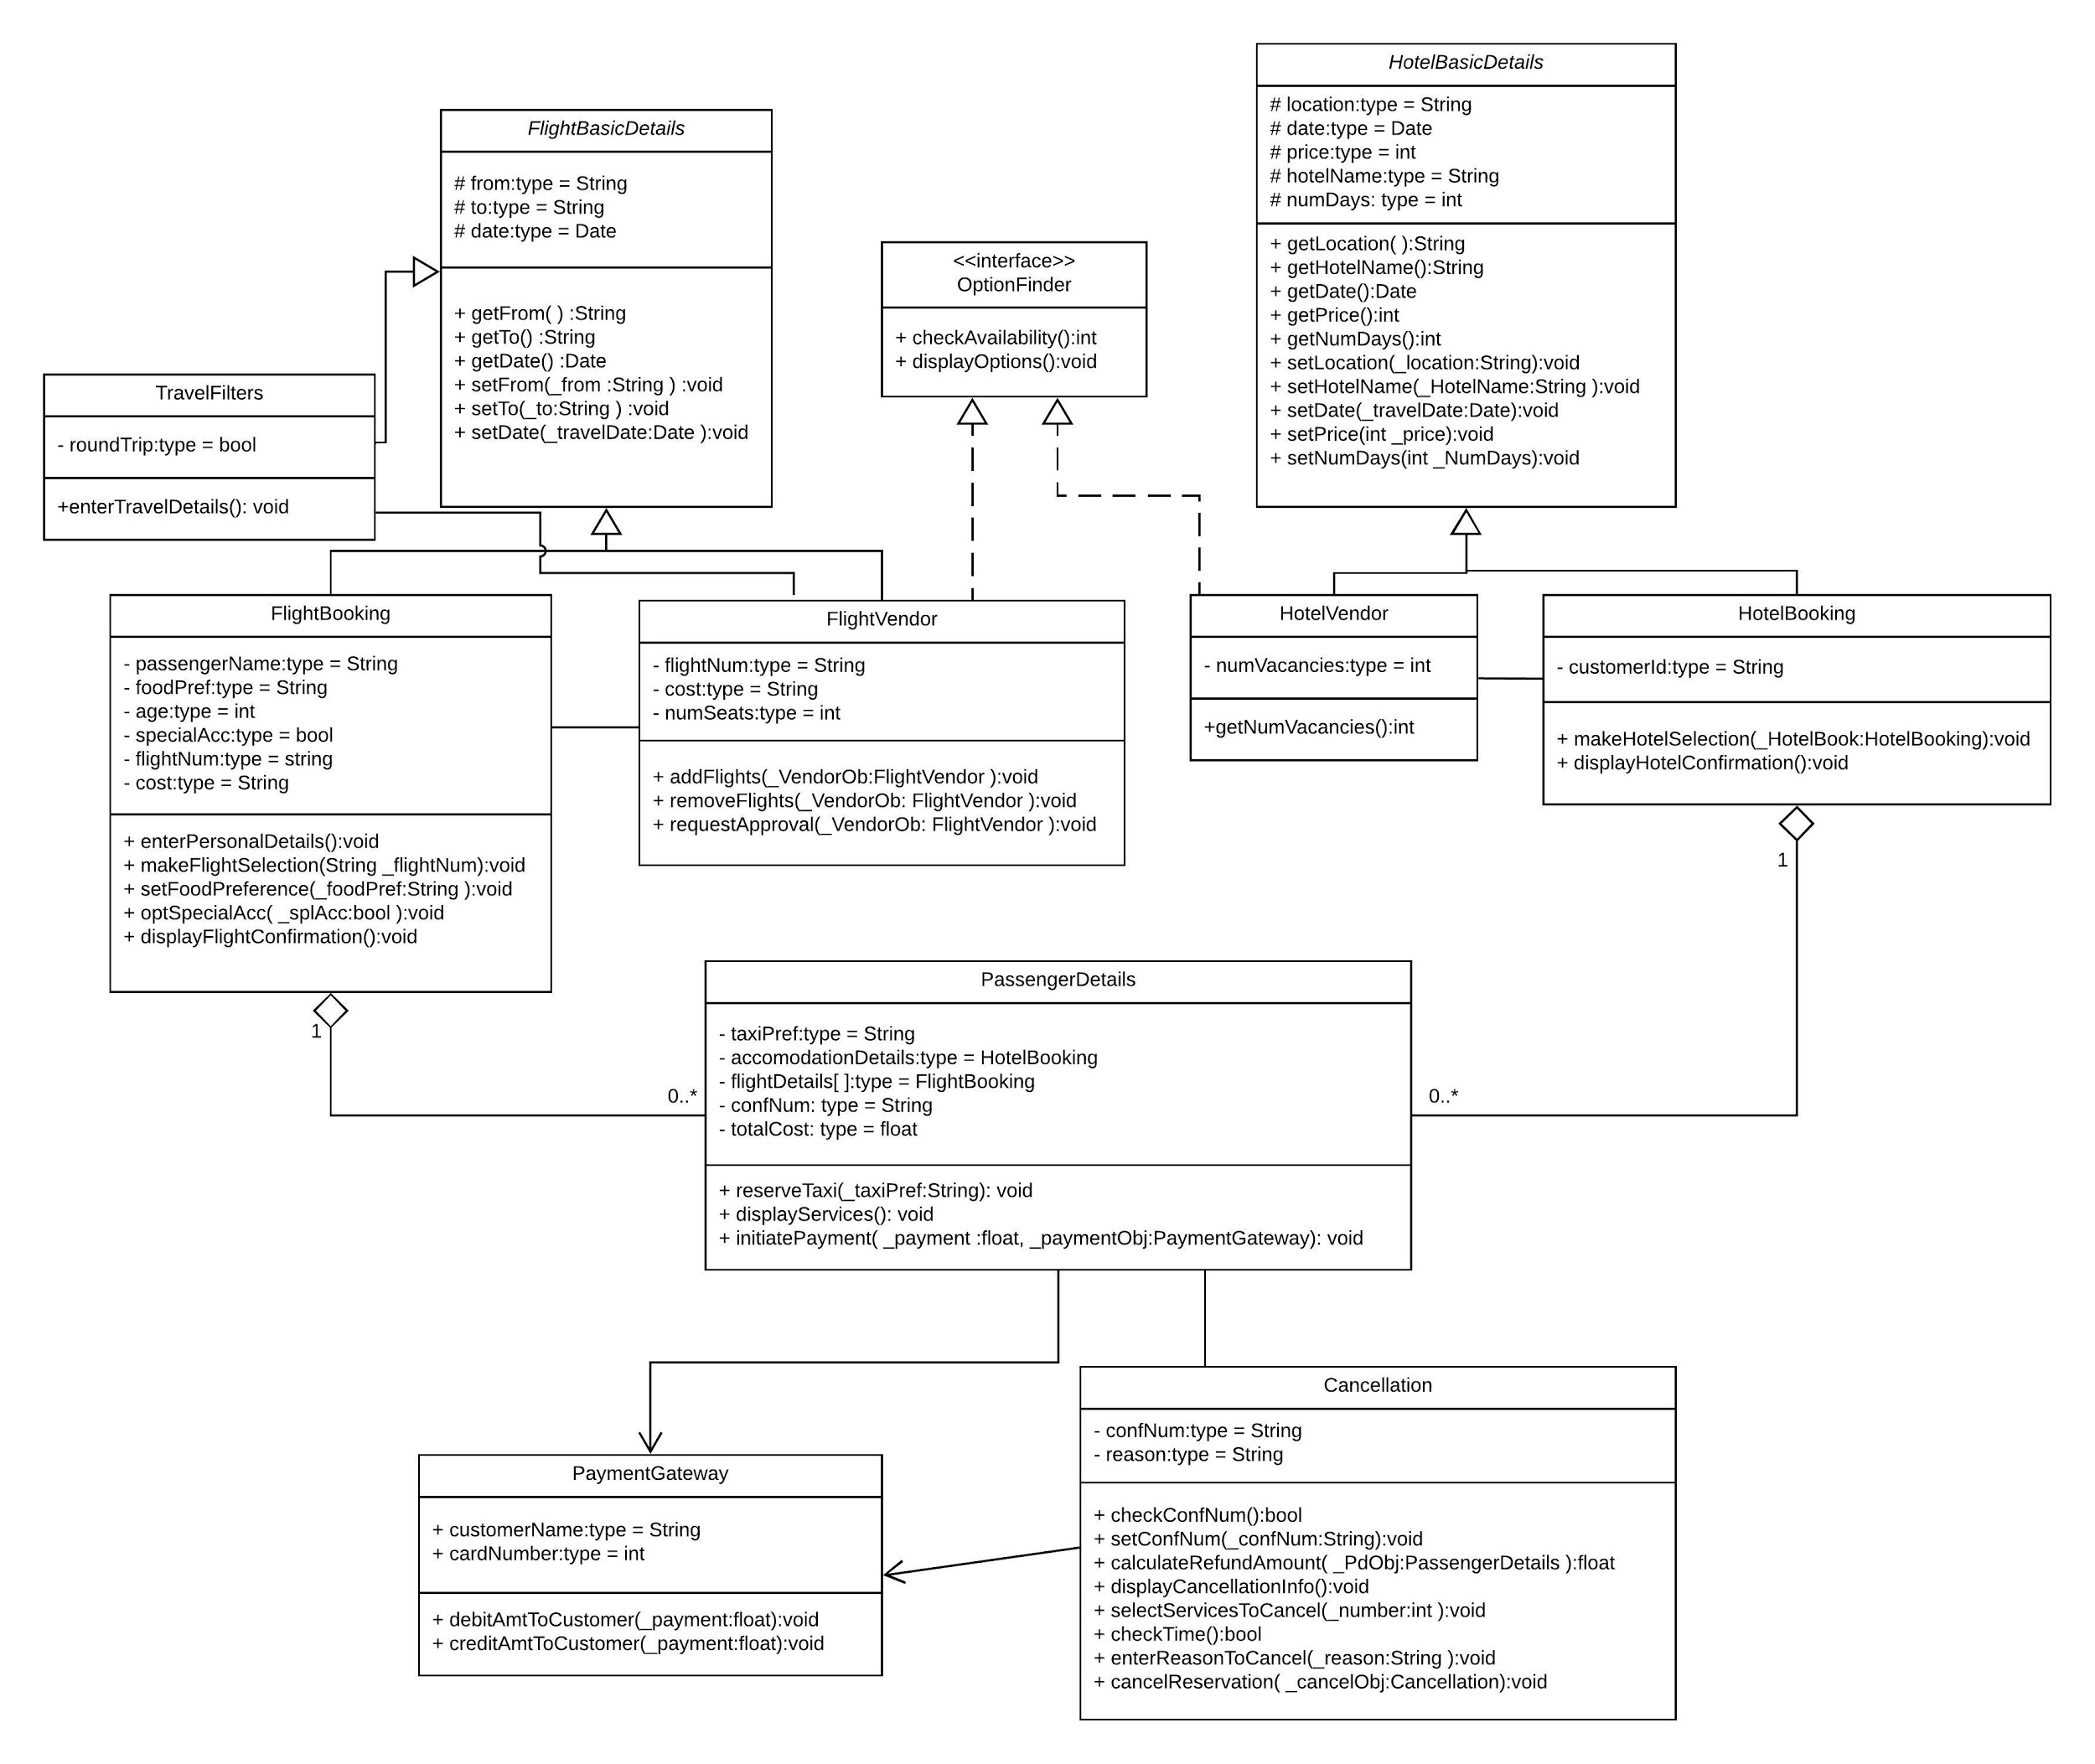 HotelBasicDetails
# location:type = String
# date:type = Date
# price:type = int
# hotelName:type = String
# numDays: type = int
+ getLocation( ):String
+ getHotelName():String
+ getDate():Date
+ getPrice():int
+ getNumDays():int
+ setLocation(_location:String):void
+ setHotelName(_HotelName:String ):void
+ setDate(_travelDate:Date):void
+ setPrice(int _price):void
+ setNumDays(int _NumDays):void
FlightBasicDetails
# from:type = String
# to:type = String
# date:type = Date
+ getFrom( ) :String
+ getTo() :String
+ getDate() :Date
+ setFrom(_from :String ) :void
+ setTo(_to:String ) :void
+ setDate(_travelDate:Date ):void
<<interface>>
OptionFinder
+ checkAvailability():int
+ displayOptions():void
TravelFilters
- roundTrip:type = bool
+enterTravelDetails(): void
FlightBooking
- passengerName:type = String
- foodPref:type = String
- age:type = int
- specialAcc:type = bool
- flightNum:type = string
- cost:type = String
+ enterPersonalDetails():void
+ makeFlightSelection(String _flightNum):void
+ setFoodPreference(_foodPref:String ):void
+ optSpecialAcc( _splAcc:bool ):void
+ displayFlightConfirmation():void
FlightVendor
- flightNum:type = String
- cost:type = String
- numSeats:type = int
+ addFlights(_VendorOb:FlightVendor ):void
+ removeFlights(_VendorOb: FlightVendor ):void
+ requestApproval(_VendorOb: FlightVendor ):void
HotelVendor
- numVacancies:type = int
+getNumVacancies():int
HotelBooking
- customerId:type = String
+ makeHotelSelection(_HotelBook:HotelBooking):void
+ displayHotelConfirmation():void
1
1
0..*
0..*
PassengerDetails
- taxiPref:type = String
- accomodationDetails:type = HotelBooking
- flightDetails[ ]:type = FlightBooking
- confNum: type = String
- totalCost: type = float
+ reserveTaxi(_taxiPref:String): void
+ displayServices(): void
+ initiatePayment( _payment :float, _paymentObj:PaymentGateway): void
PaymentGateway
+ customerName:type = String
+ cardNumber:type = int
+ debitAmtToCustomer(_payment:float):void
+ creditAmtToCustomer(_payment:float):void
Cancellation
- confNum:type = String
- reason:type = String
+ checkConfNum():bool
+ setConfNum(_confNum:String):void
+ calculateRefundAmount( _PdObj:PassengerDetails ):float
+ displayCancellationInfo():void
+ selectServicesToCancel(_number:int ):void
+ checkTime():bool
+ enterReasonToCancel(_reason:String ):void
+ cancelReservation( _cancelObj:Cancellation):void